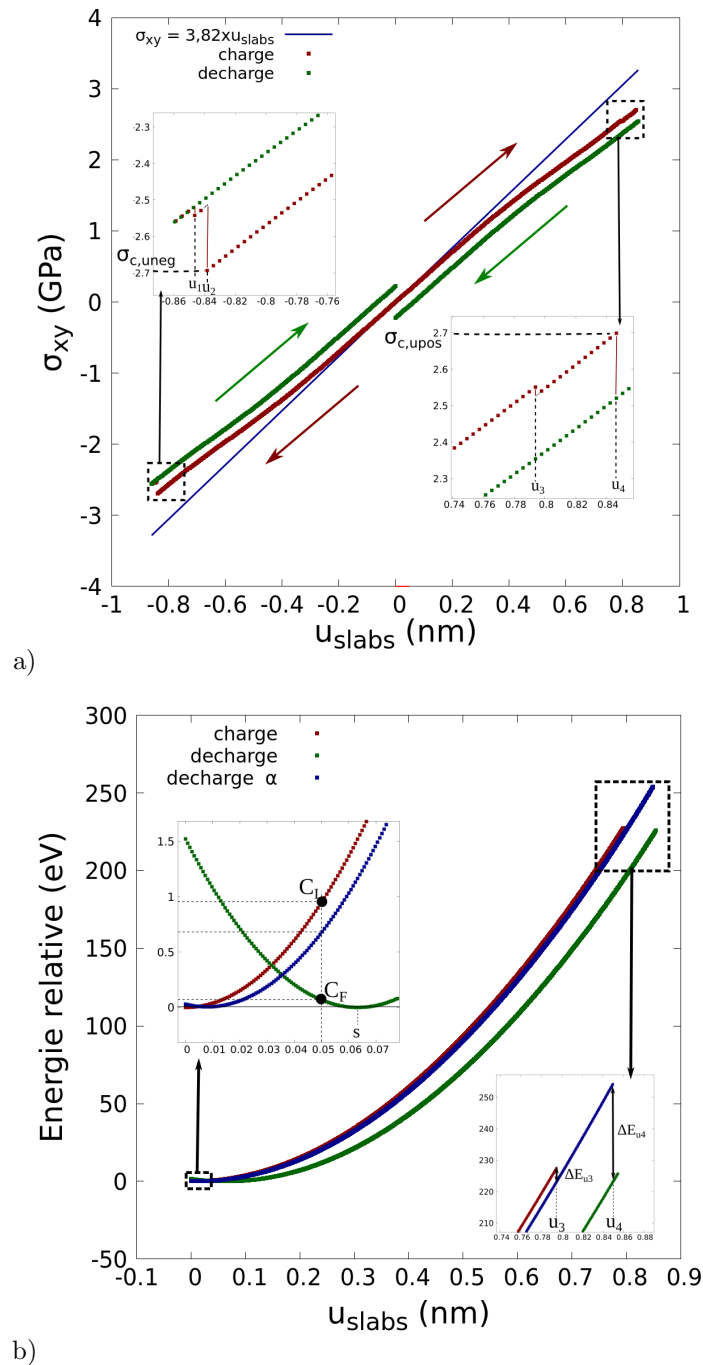 σxy = 3,82xuslabs
charge
decharge
4
3
2
1
0
-1
-2
-3
-4
σxy (GPa)
-2.3
-2.4
-2.5
-2.6
-2.7
σc,uneg
u1 u2
-0.86 -0.84 -0.82 -0.8 -0.78 -0.76
σc,upos
2.7
2.6
2.5
2.4
2.3
u3
u4
0.74 0.76 0.78 0.8 0.82 0.84
-1 -0.8 -0.6 -0.4 -0.2 0 0.2 0.4 0.6 0.8 1
uslabs (nm)
a)
charge
decharge
decharge α
300
250
200
150
100
50
0
-50
Energie relative (eV)
1.5
1
0.5
0
CL
CF
s
0 0.01 0.02 0.03 0.04 0.05 0.06 0.07
250
240
230
220
210
ΔEu4
ΔEu3
u3
u4
0.74 0.76 0.78 0.8 0.82 0.84 0.86 0.88
-0.1 0 0.1 0.2 0.3 0.4 0.5 0.6 0.7 0.8 0.9
uslabs (nm)
b)